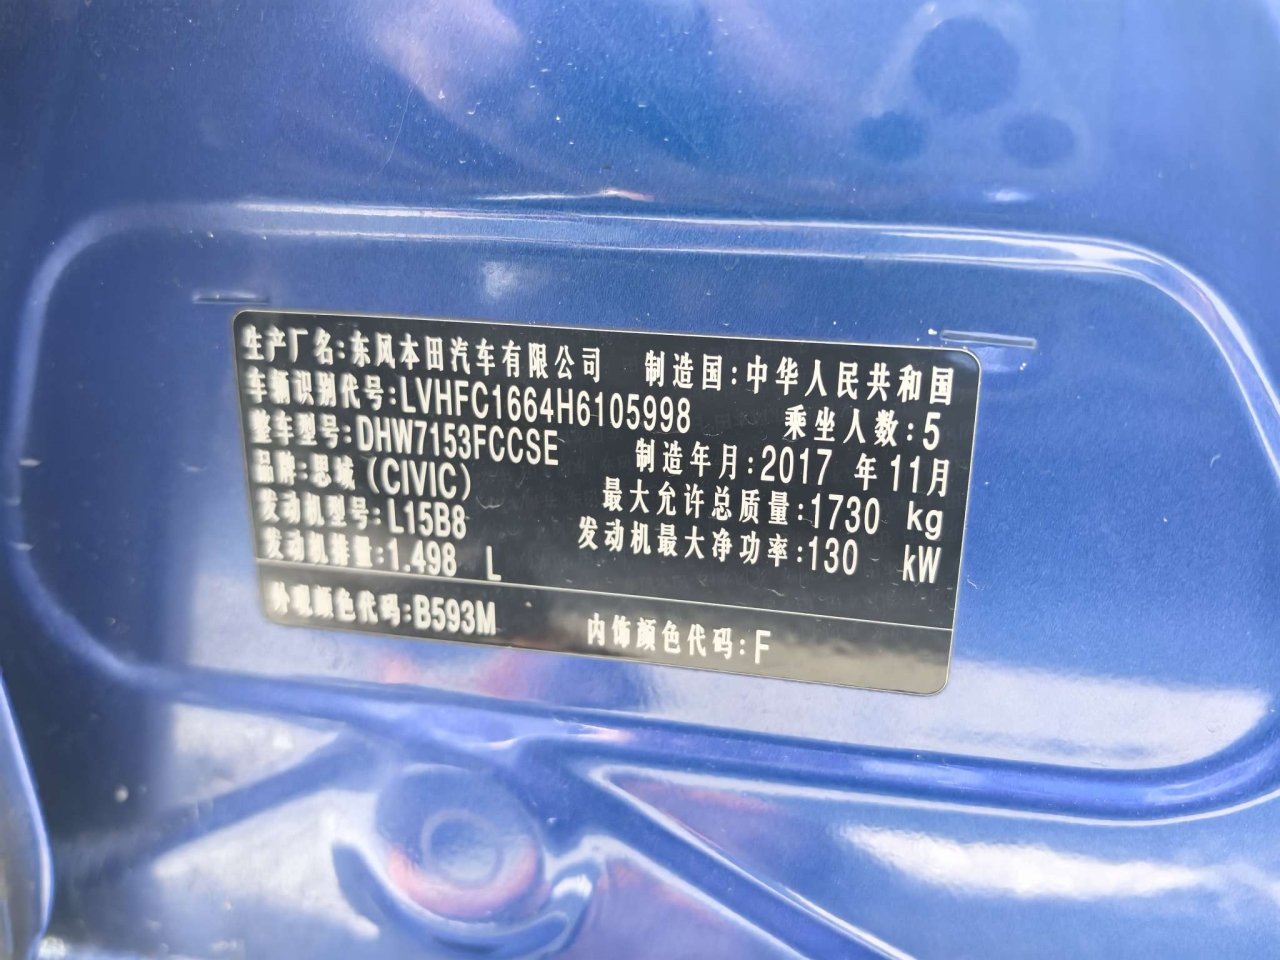 生产厂名:东风本田汽车有限公司 制造国:中华人民共和国
车辆识别代号:LVHFC1664H6105998 乘坐人数:5
整车型号:DHW7153FCCSE 制造年月:2017 年11月
品牌:思域(CIVIC) 最大允许总质量:1730 kg
发动机型号:L15B8 发动机最大净功率:130 kW
发动机排量:1.498 L
外观颜色代码:B593M 内饰颜色代码:F